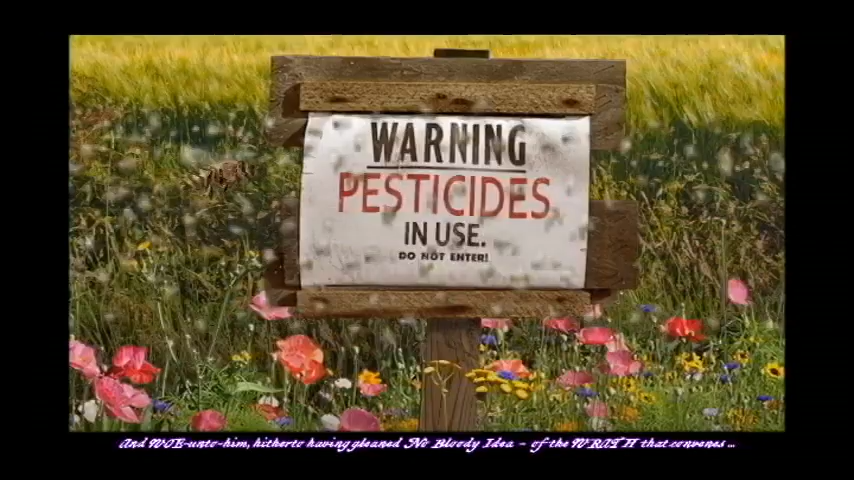 WARNING
PESTICIDES
IN USE.
DO NOT ENTER!
And WOE-unto-him, hitherto having gleaned No Bloody Idea - of the WRATH that convenes ...